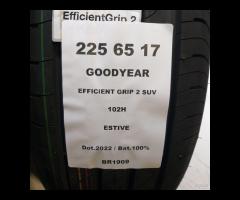 EfficientGrip 2
225 65 17
GOODYEAR
EFFICIENT GRIP 2 SUV
102H
ESTIVE
Dot.2022 / Bat.100%
BR1909